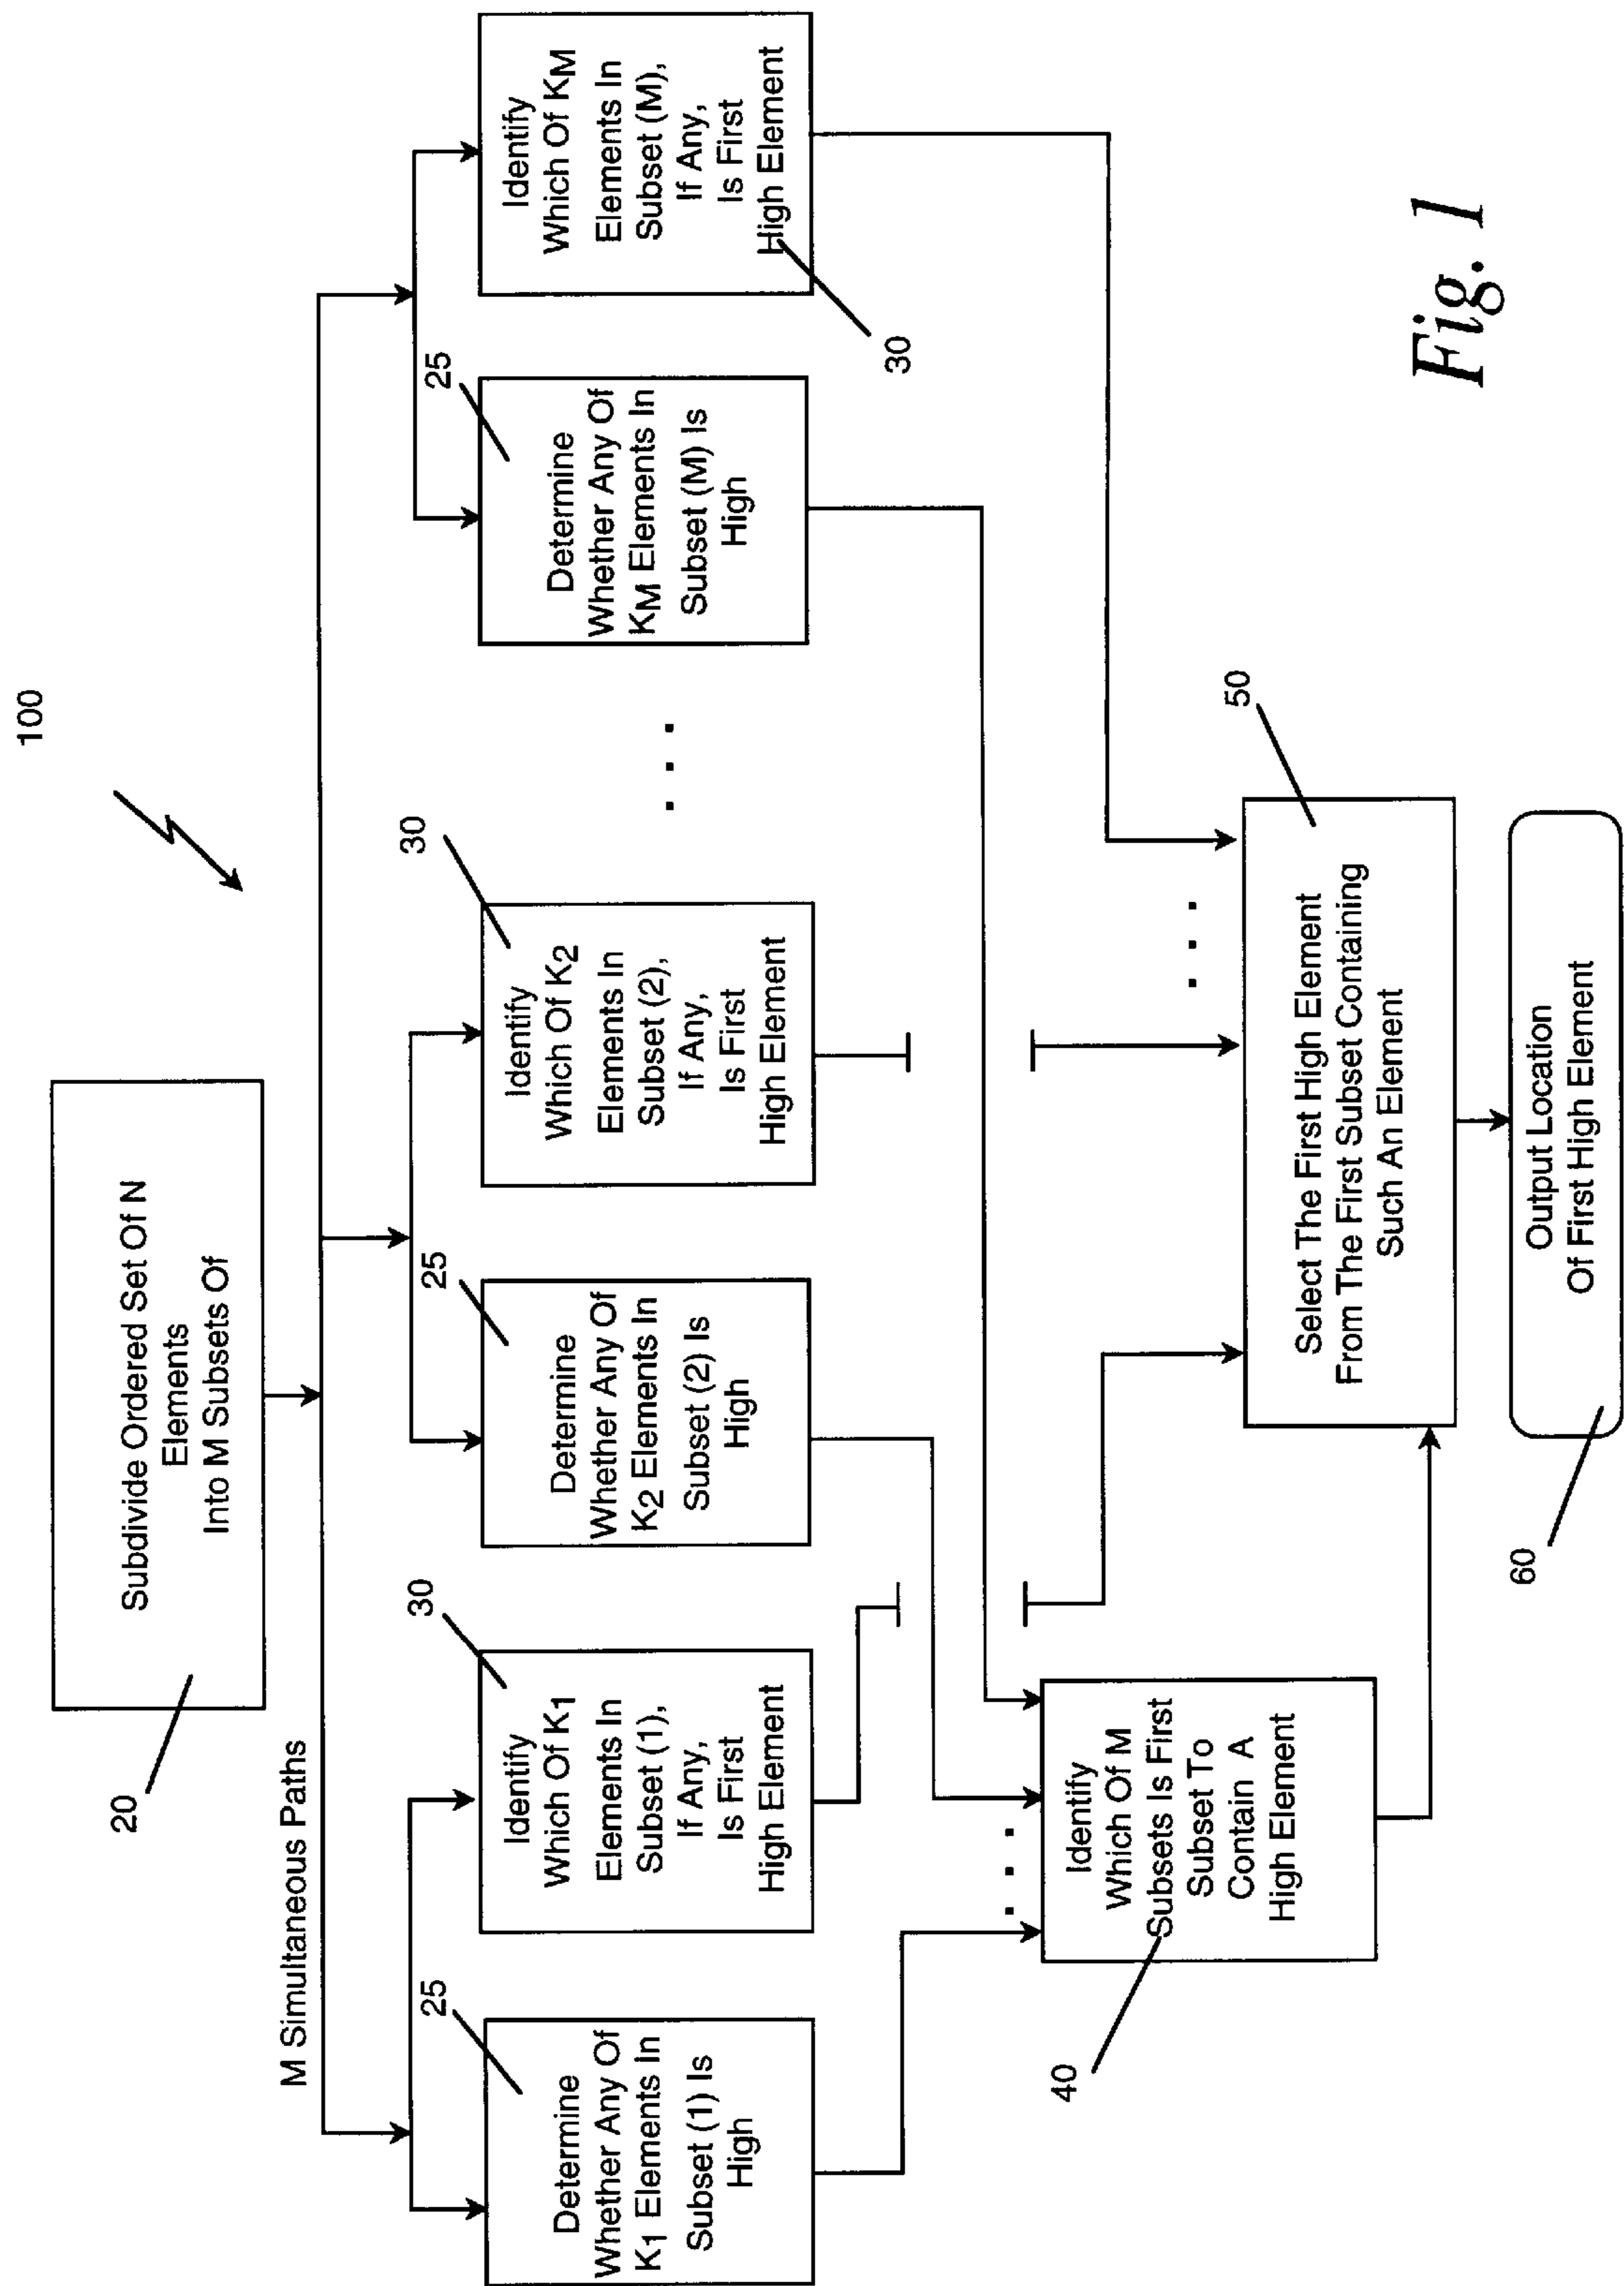 100
Subdivide Ordered Set Of N
Elements
Into M Subsets Of
20
M Simultaneous Paths
25
Determine
Whether Any Of
K1 Elements In
Subset (1) Is
High
30
Identify
Which Of K1
Elements In
Subset (1),
If Any,
Is First
High Element
25
Determine
Whether Any Of
K2 Elements In
Subset (2) Is
High
30
Identify
Which Of K2
Elements In
Subset (2),
If Any,
Is First
High Element
. . .
25
Determine
Whether Any Of
KM Elements In
Subset (M) Is
High
Identify
Which Of KM
Elements In
Subset (M),
If Any,
Is First
High Element
30
. . .
Identify
Which Of M
Subsets Is First
Subset To
Contain A
High Element
40
. . .
50
Select The First High Element
From The First Subset Containing
Such An Element
Output Location
Of First High Element
60
Fig. 1